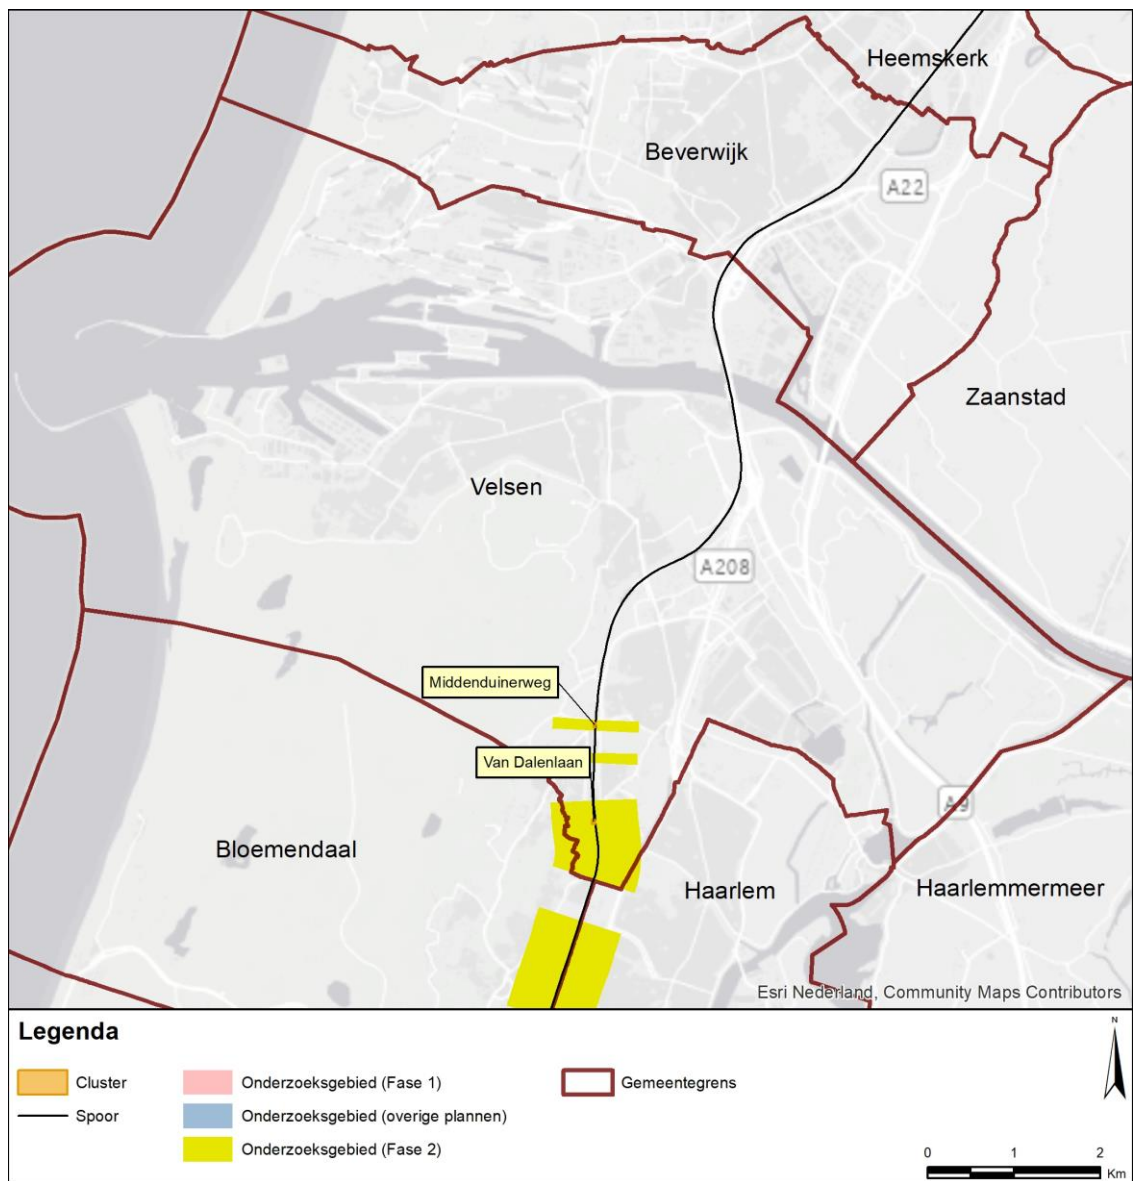 Heemskerk
Beverwijk
A22
Zaanstad
Velsen
A208
Middenduinerweg
Van Dalenlaan
A9
Bloemendaal
Haarlem
Haarlemmermeer
Esri Nederland, Community Maps Contributors
Legenda
N
Cluster
Onderzoeksgebied (Fase 1)
Gemeentegrens
Spoor
Onderzoeksgebied (overige plannen)
Onderzoeksgebied (Fase 2)
0 1 2
Km